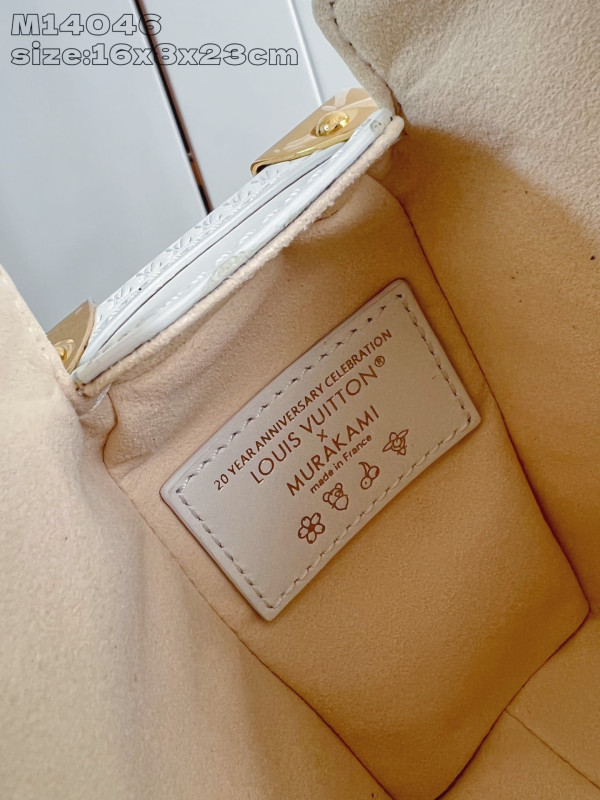 M14046
size:16x8x23cm
20 YEAR ANNIVERSARY CELEBRATION
LOUIS VUITTON®
×
MURAKAMI
made in France